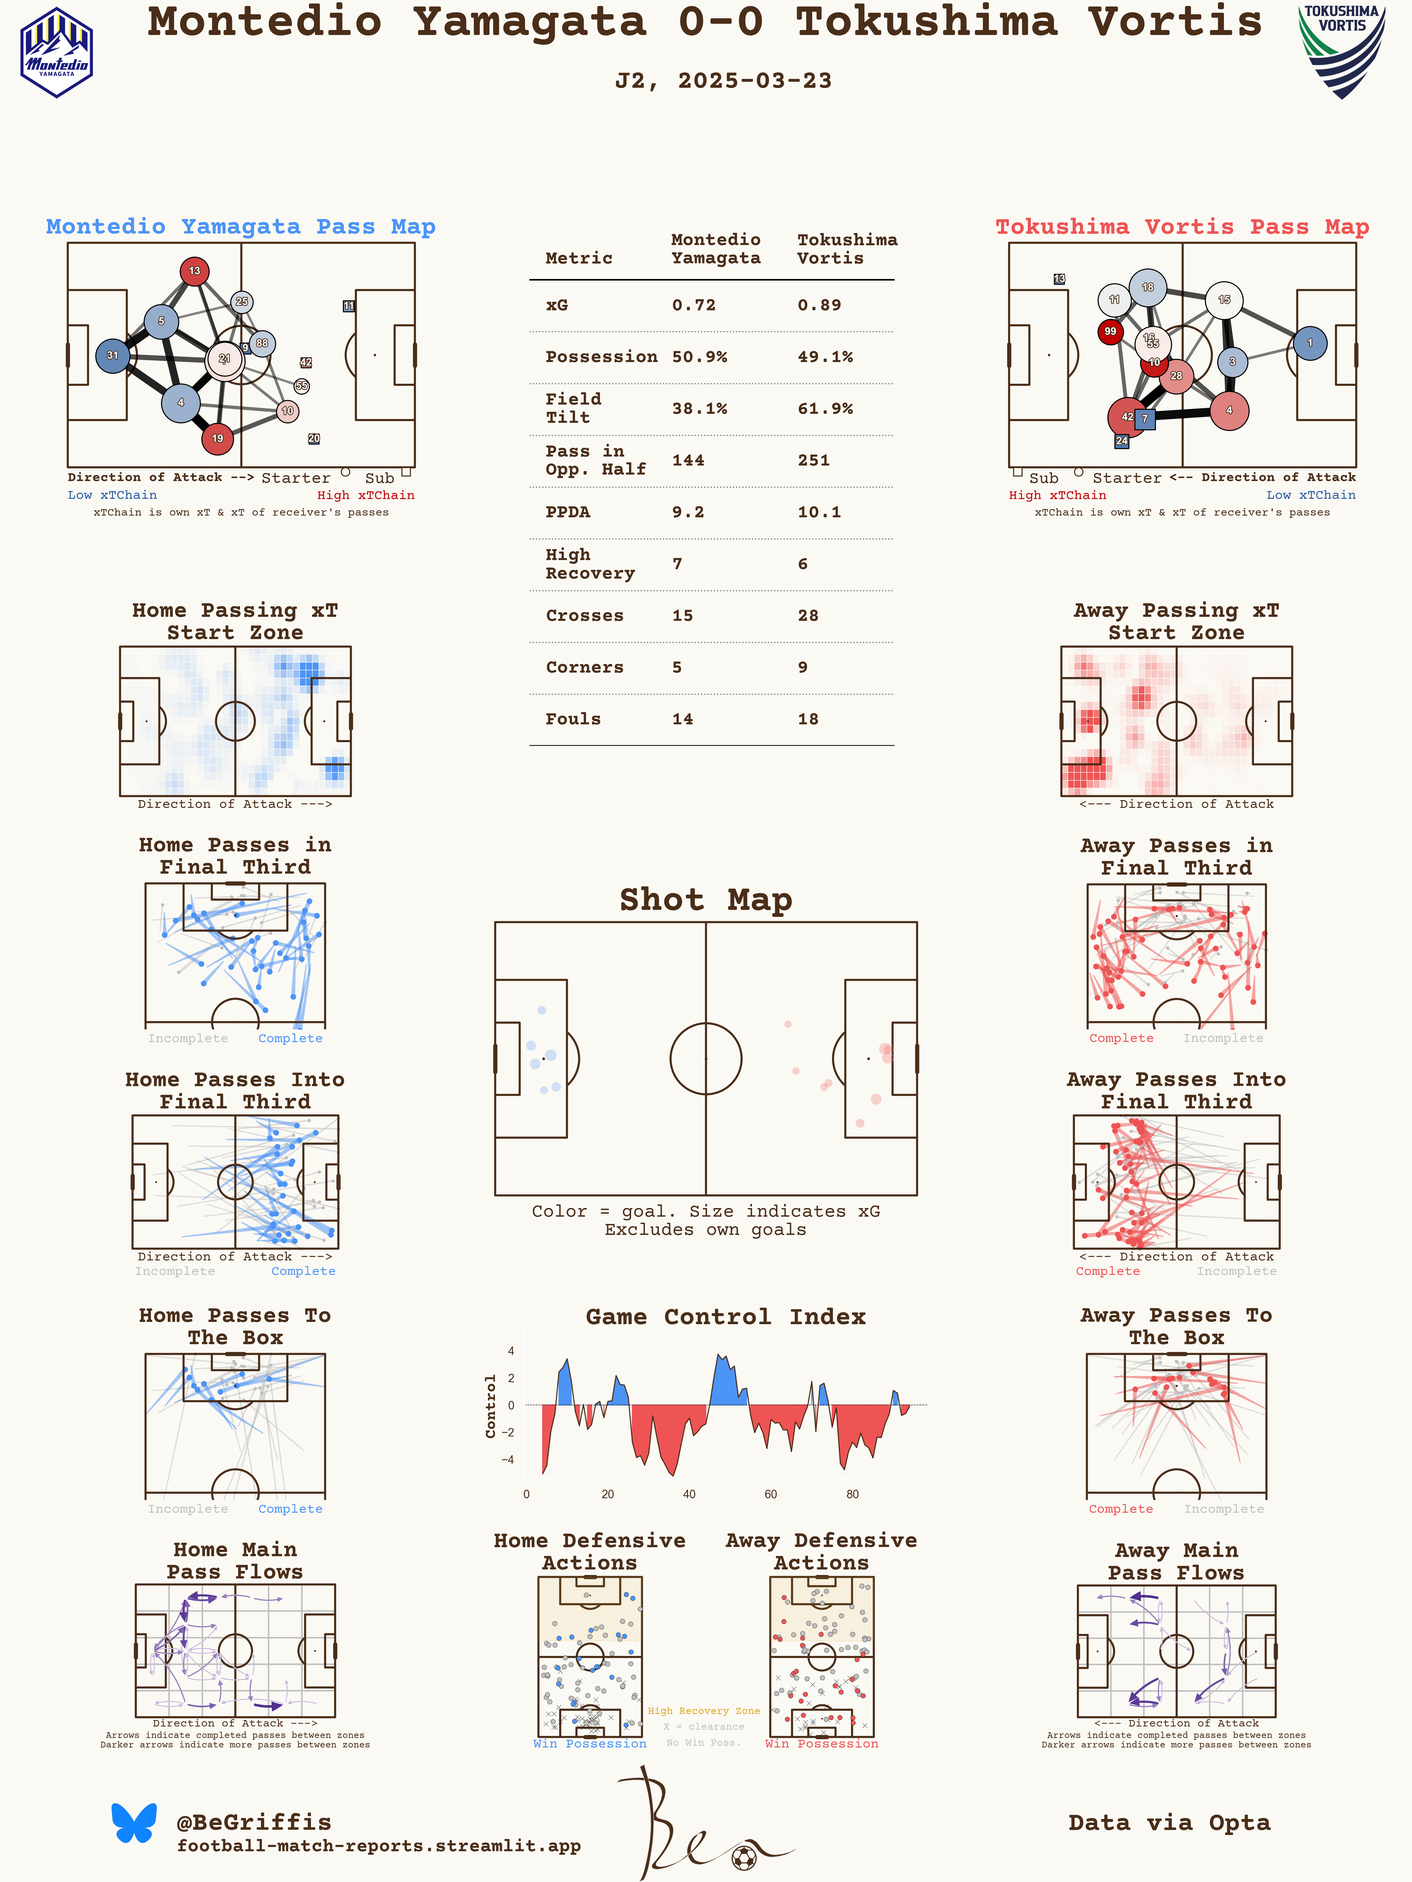 Montedio Yamagata 0-0 Tokushima Vortis
J2, 2025-03-23
Montedio
YAMAGATA
TOKUSHIMA
VORTIS
Montedio Yamagata Pass Map
13
25
5
11
9
88
31
21
42
55
4
10
19
20
Direction of Attack --> Starter Sub
Low xTChain High xTChain
xTChain is own xT & xT of receiver's passes
Metric Montedio Yamagata Tokushima Vortis
xG 0.72 0.89
Possession 50.9% 49.1%
Field Tilt 38.1% 61.9%
Pass in Opp. Half 144 251
PPDA 9.2 10.1
High Recovery 7 6
Crosses 15 28
Corners 5 9
Fouls 14 18
Tokushima Vortis Pass Map
13
18
11
15
99
16
55
1
10
3
28
42
7
4
24
Sub Starter <-- Direction of Attack
High xTChain Low xTChain
xTChain is own xT & xT of receiver's passes
Home Passing xT
Start Zone
Direction of Attack --->
Away Passing xT
Start Zone
<--- Direction of Attack
Home Passes in
Final Third
Incomplete Complete
Away Passes in
Final Third
Complete Incomplete
Shot Map
Color = goal. Size indicates xG
Excludes own goals
Home Passes Into
Final Third
Direction of Attack --->
Incomplete Complete
Away Passes Into
Final Third
<--- Direction of Attack
Complete Incomplete
Home Passes To
The Box
Incomplete Complete
Game Control Index
Control
4
2
0
−2
−4
0 20 40 60 80
Away Passes To
The Box
Complete Incomplete
Home Main
Pass Flows
Direction of Attack --->
Arrows indicate completed passes between zones
Darker arrows indicate more passes between zones
Home Defensive
Actions
Win Possession
High Recovery Zone
X = clearance
No Win Poss.
Away Defensive
Actions
Win Possession
Away Main
Pass Flows
<--- Direction of Attack
Arrows indicate completed passes between zones
Darker arrows indicate more passes between zones
@BeGriffis
football-match-reports.streamlit.app
Ben
Data via Opta